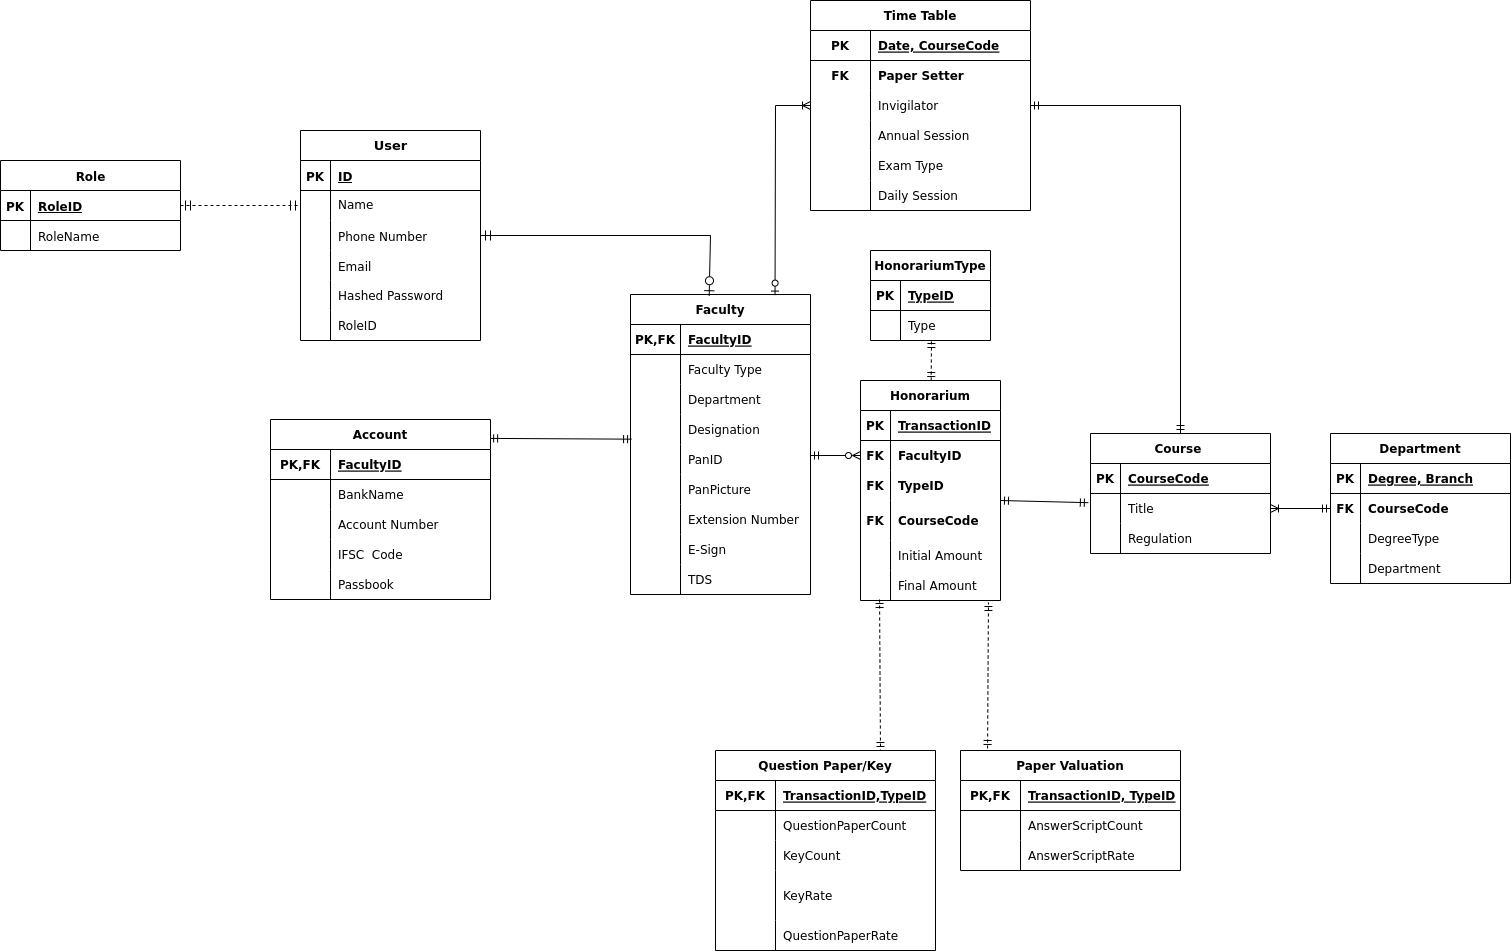 Time Table
PK Date, CourseCode
FK Paper Setter
Invigilator
Annual Session
Exam Type
Daily Session
User
PK ID
Name
Phone Number
Email
Hashed Password
RoleID
Role
PK RoleID
RoleName
HonorariumType
PK TypeID
Type
Faculty
PK,FK FacultyID
Faculty Type
Department
Designation
PanID
PanPicture
Extension Number
E-Sign
TDS
Honorarium
PK TransactionID
FK FacultyID
FK TypeID
FK CourseCode
Initial Amount
Final Amount
Account
PK,FK FacultyID
BankName
Account Number
IFSC Code
Passbook
Course
PK CourseCode
Title
Regulation
Department
PK Degree, Branch
FK CourseCode
DegreeType
Department
Question Paper/Key
PK,FK TransactionID,TypeID
QuestionPaperCount
KeyCount
KeyRate
QuestionPaperRate
Paper Valuation
PK,FK TransactionID, TypeID
AnswerScriptCount
AnswerScriptRate